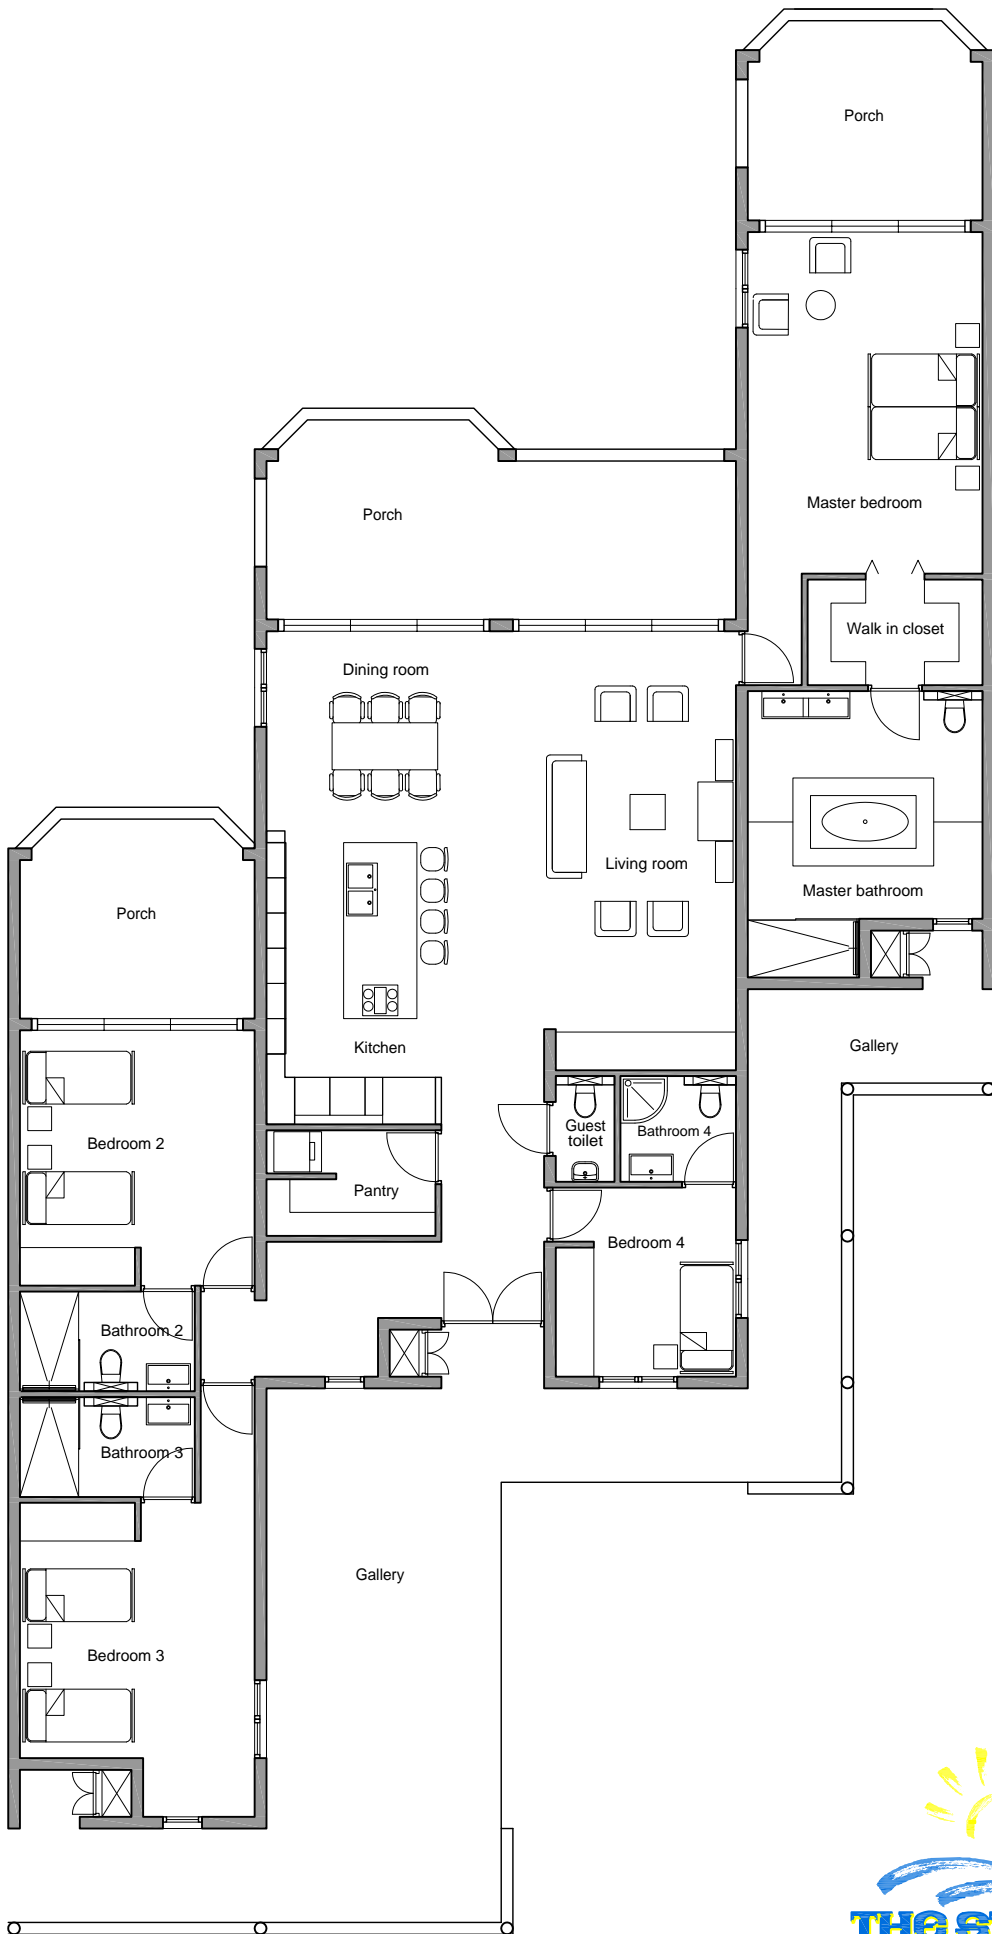 Porch
Master bedroom
Porch
Walk in closet
Dining room
Living room
Master bathroom
Porch
Kitchen
Gallery
Guest
toilet
Bathroom 4
Bedroom 2
Pantry
Bedroom 4
Bathroom 2
Bathroom 3
Gallery
Bedroom 3
THE